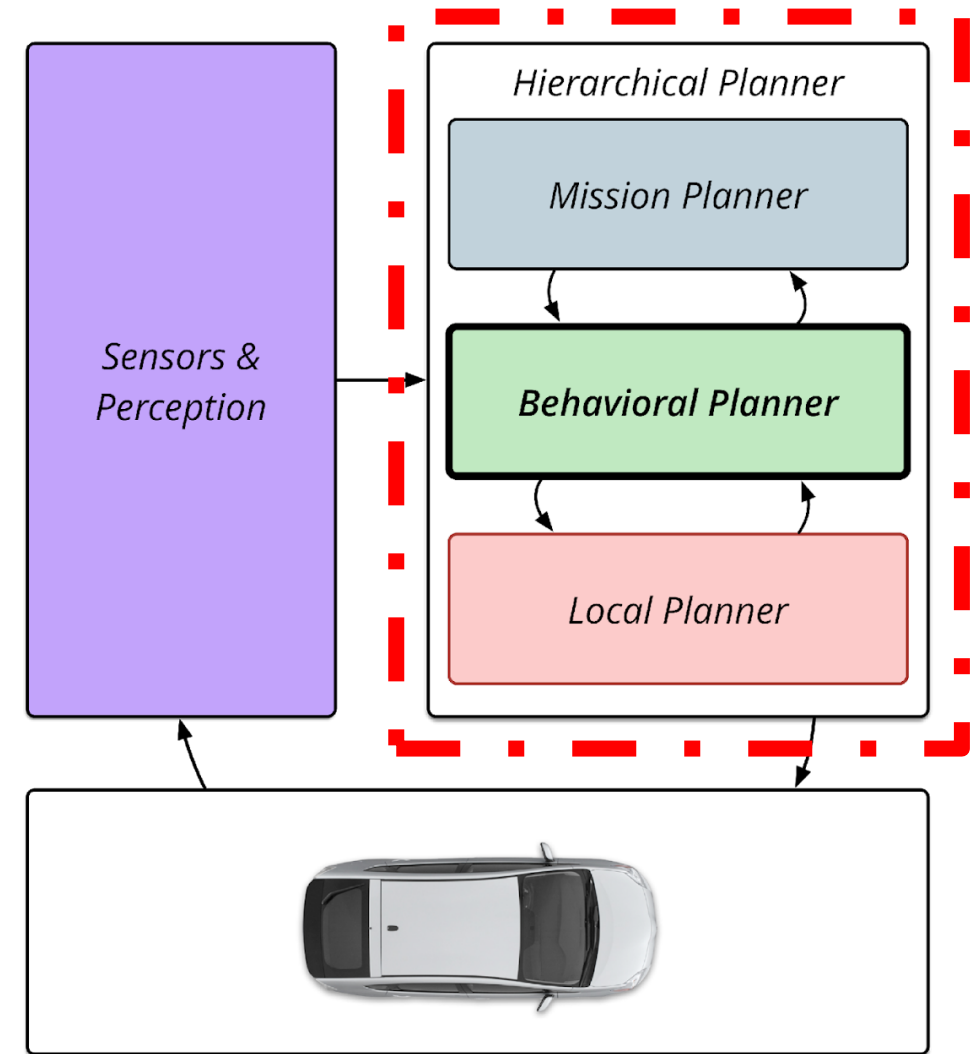 Hierarchical Planner
Mission Planner
Sensors &
Perception
Behavioral Planner
Local Planner